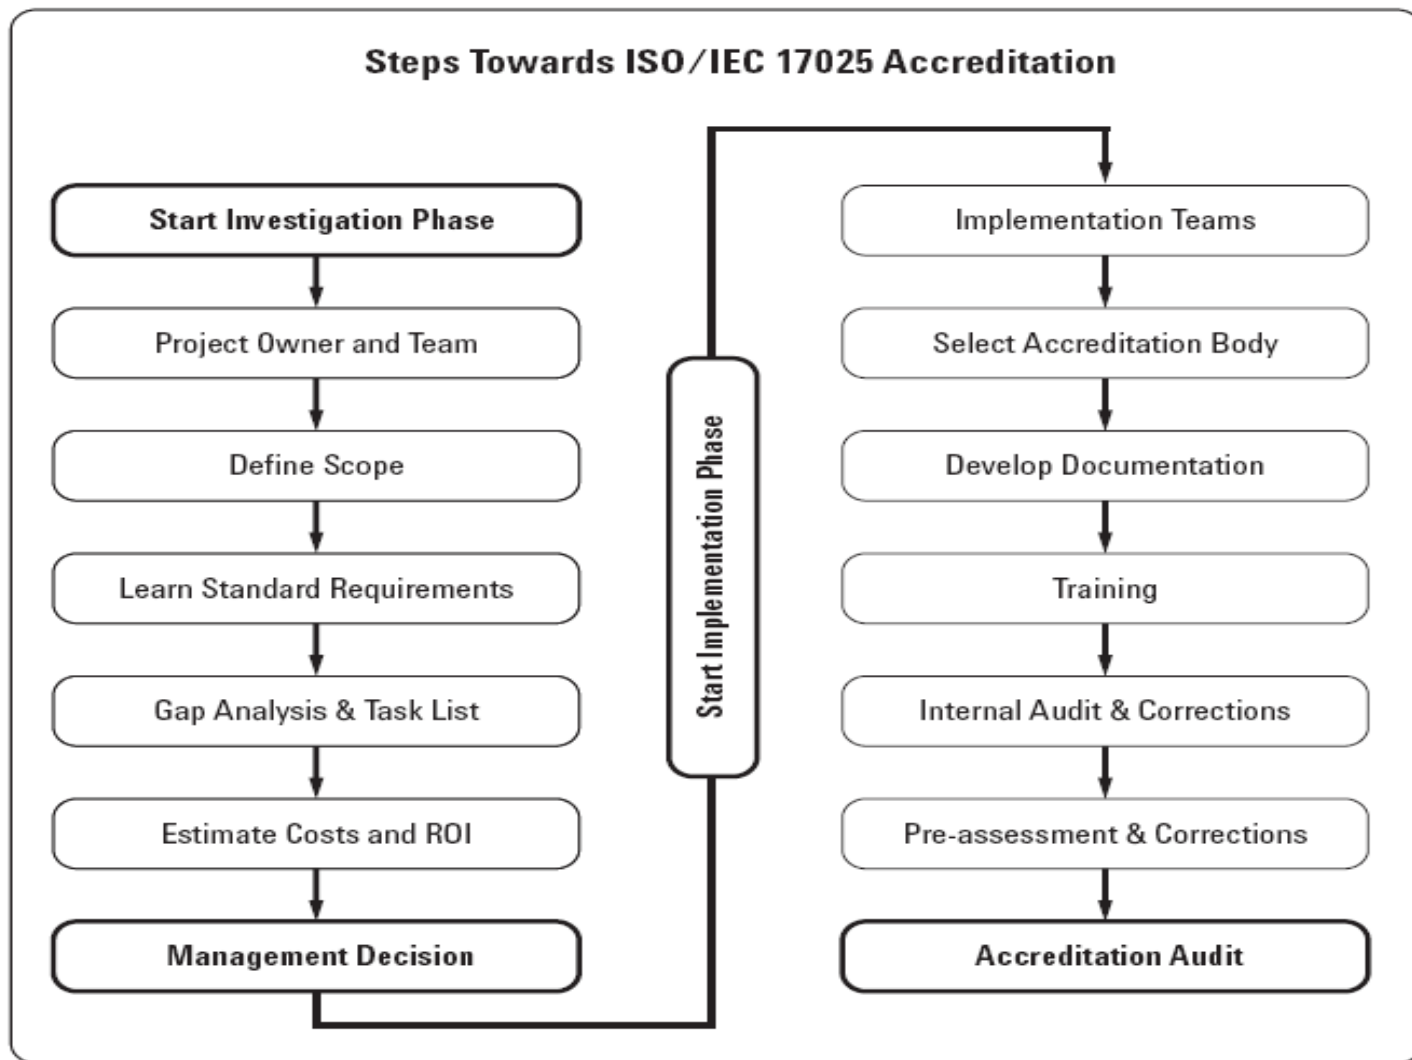 Steps Towards ISO/IEC 17025 Accreditation
Start Investigation Phase
Project Owner and Team
Define Scope
Learn Standard Requirements
Gap Analysis & Task List
Estimate Costs and ROI
Management Decision
Start Implementation Phase
Implementation Teams
Select Accreditation Body
Develop Documentation
Training
Internal Audit & Corrections
Pre-assessment & Corrections
Accreditation Audit